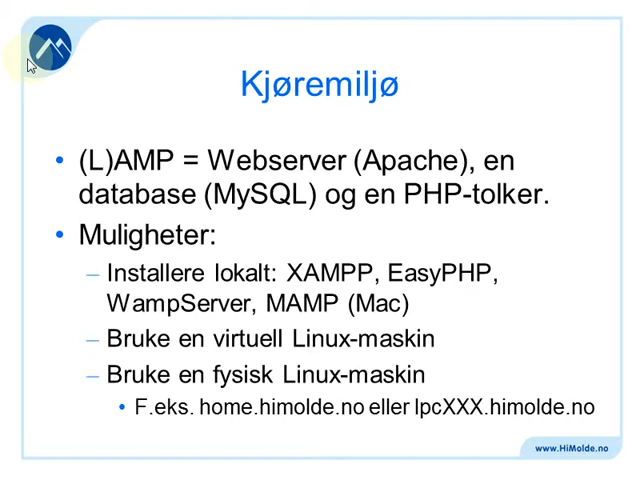 Kjøremiljø
• (L)AMP = Webserver (Apache), en
database (MySQL) og en PHP-tolker.
• Muligheter:
– Installere lokalt: XAMPP, EasyPHP,
WampServer, MAMP (Mac)
– Bruke en virtuell Linux-maskin
– Bruke en fysisk Linux-maskin
• F.eks. home.himolde.no eller lpcXXX.himolde.no
www.HiMolde.no